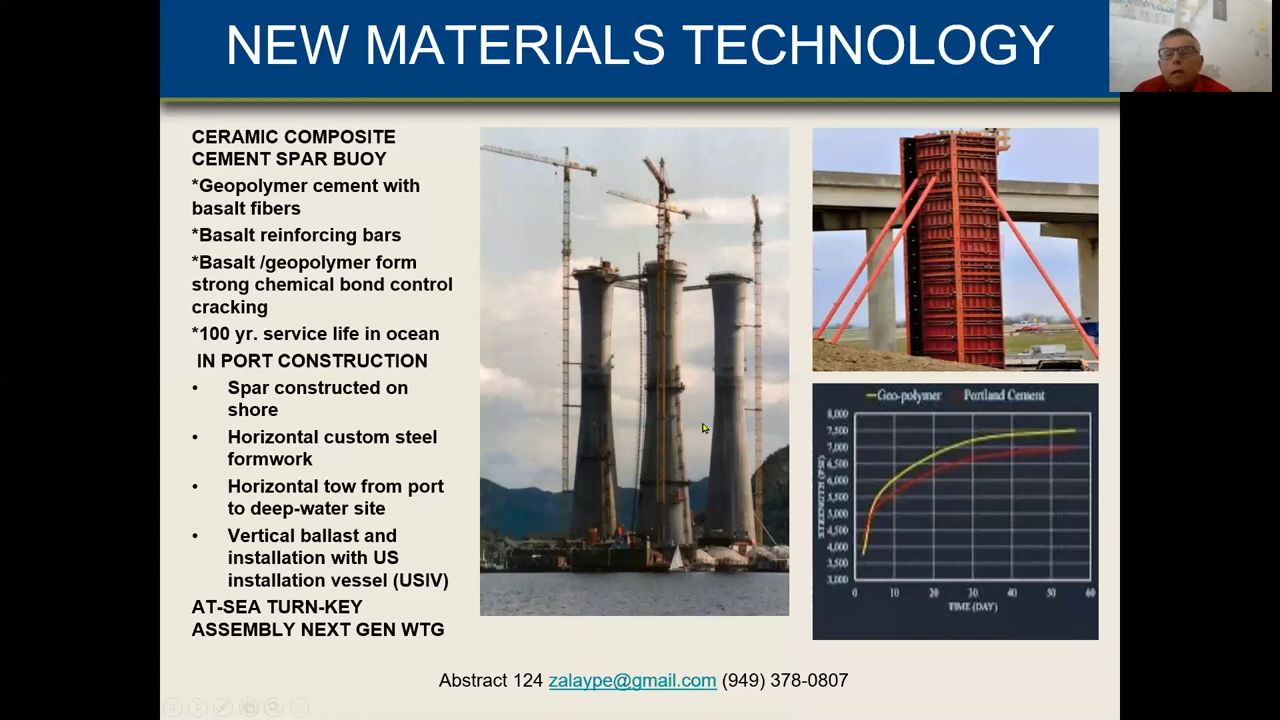 NEW MATERIALS TECHNOLOGY
CERAMIC COMPOSITE
CEMENT SPAR BUOY
*Geopolymer cement with
basalt fibers
*Basalt reinforcing bars
*Basalt /geopolymer form
strong chemical bond control
cracking
*100 yr. service life in ocean
IN PORT CONSTRUCTION
• Spar constructed on
shore
• Horizontal custom steel
formwork
• Horizontal tow from port
to deep-water site
• Vertical ballast and
installation with US
installation vessel (USIV)
AT-SEA TURN-KEY
ASSEMBLY NEXT GEN WTG
Geo-polymer Portland Cement
8,000
7,500
7,000
6,500
6,000
5,500
5,000
4,500
4,000
3,500
3,000
STRENGTH (PSI)
0 10 20 30 40 50 60
TIME (DAY)
Abstract 124 zalaype@gmail.com (949) 378-0807